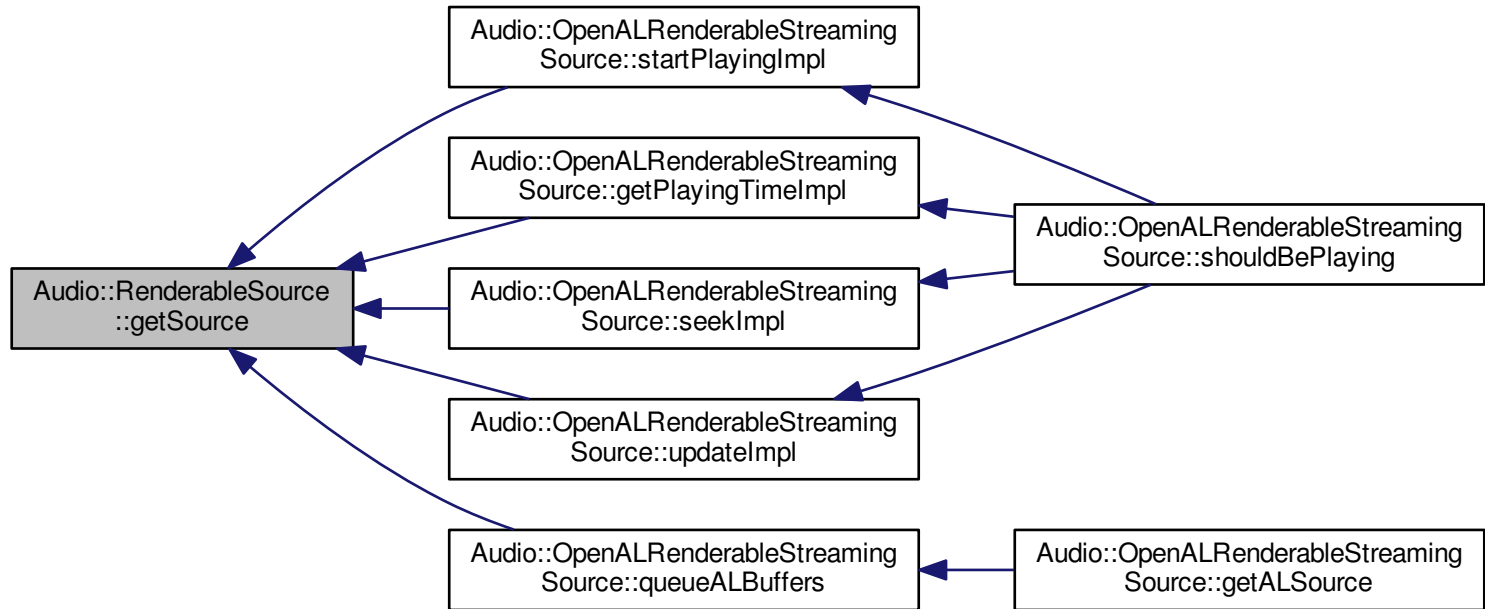 Audio::OpenALRenderableStreaming
Source::startPlayingImpl
Audio::OpenALRenderableStreaming
Source::getPlayingTimeImpl
Audio::OpenALRenderableStreaming
Source::shouldBePlaying
Audio::RenderableSource
::getSource
Audio::OpenALRenderableStreaming
Source::seekImpl
Audio::OpenALRenderableStreaming
Source::updateImpl
Audio::OpenALRenderableStreaming
Source::queueALBuffers
Audio::OpenALRenderableStreaming
Source::getALSource